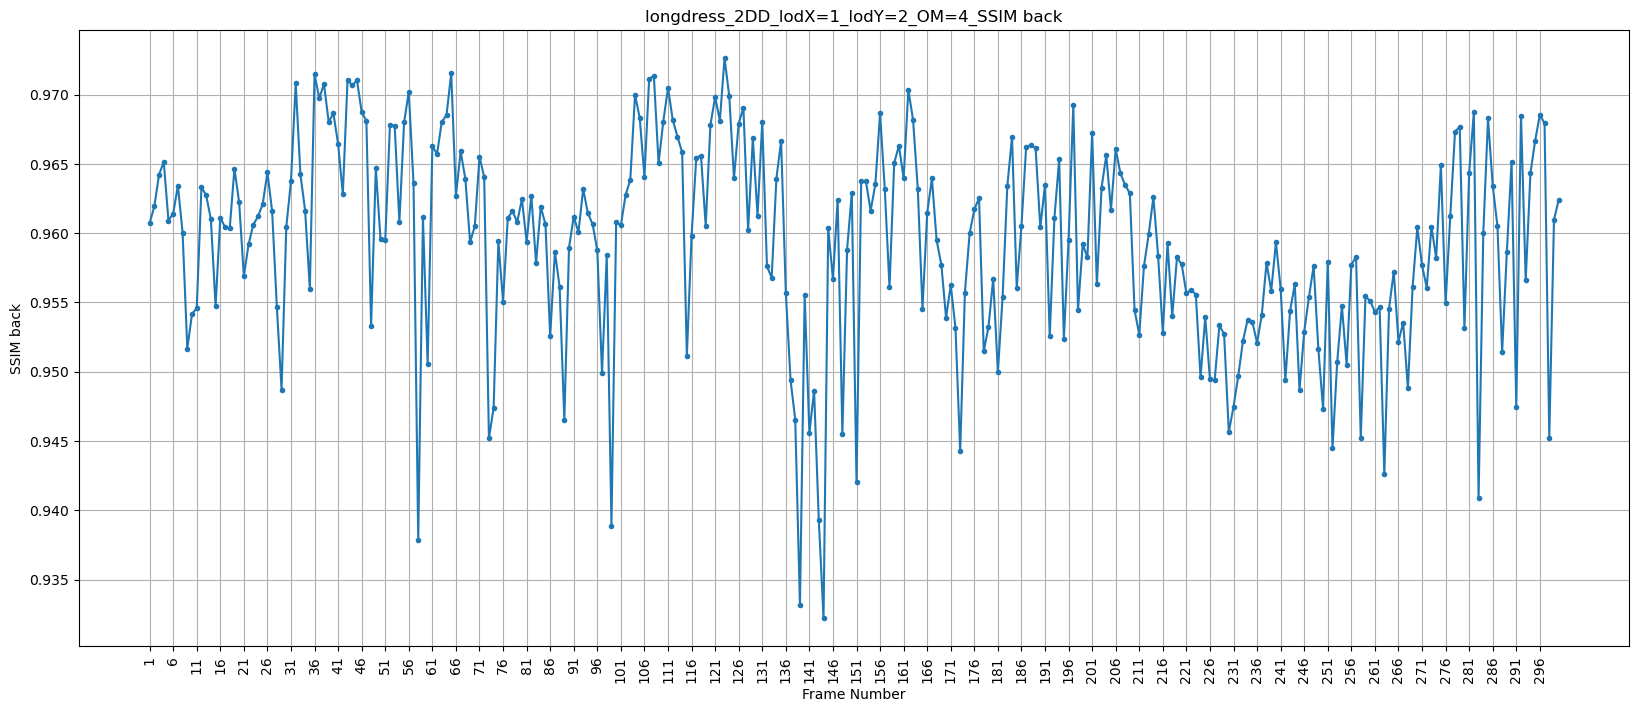 longdress_2DD_lodX=1_lodY=2_OM=4_SSIM back
SSIM back
0.970
0.965
0.960
0.955
0.950
0.945
0.940
0.935
1 6 11 16 21 26 31 36 41 46 51 56 61 66 71 76 81 86 91 96 101 106 111 116 121 126 131 136 141 146 151 156 161 166 171 176 181 186 191 196 201 206 211 216 221 226 231 236 241 246 251 256 261 266 271 276 281 286 291 296
Frame Number